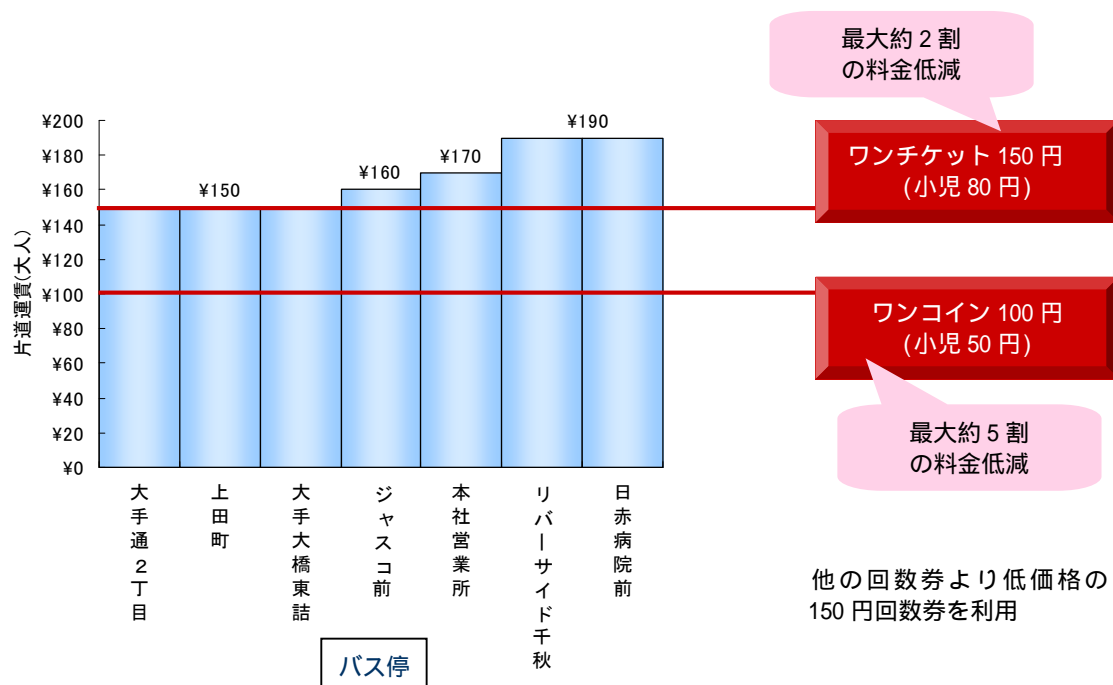 最大約2割
の料金低減
ワンチケット 150 円
(小児 80 円)
ワンコイン 100 円
(小児 50 円)
最大約5割
の料金低減
片道運賃(大人)
¥200
¥180
¥160
¥140
¥120
¥100
¥80
¥60
¥40
¥20
¥0
¥150
¥160
¥170
¥190
大手通2丁目
上田町
大手大橋東詰
ジャスコ前
本社営業所
リバーサイド千秋
日赤病院前
バス停
他の回数券より低価格の
150 円回数券を利用